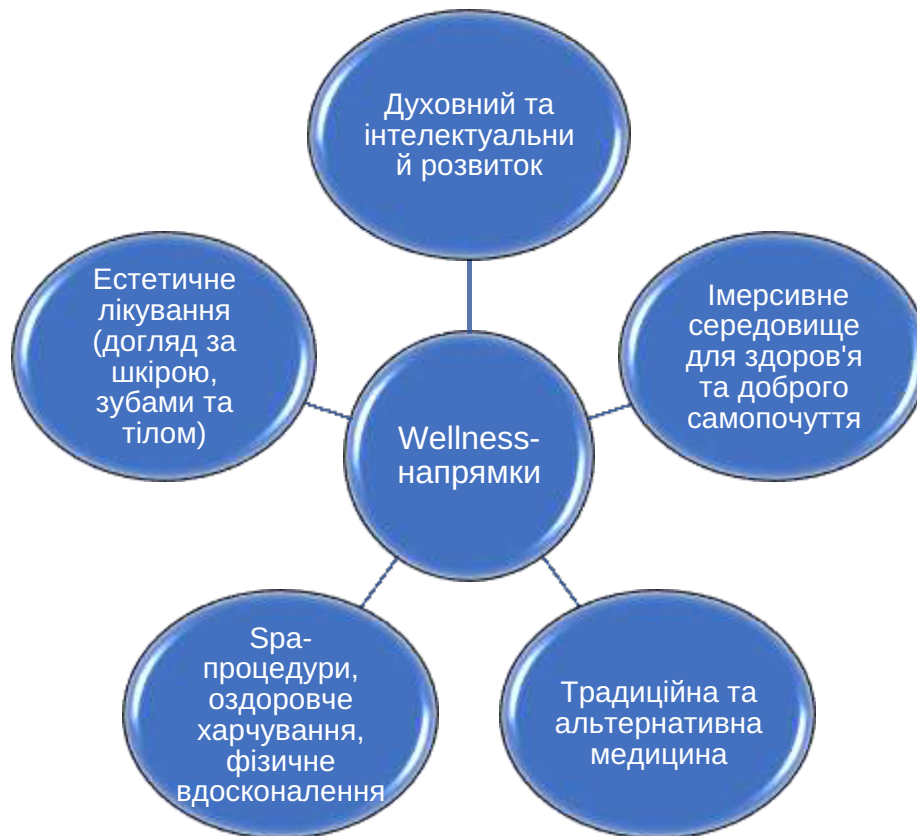 Духовний та
інтелектуальни
й розвиток
Естетичне
лікування
(догляд за
шкірою,
зубами та
тілом)
Імерсивне
середовище
для здоров'я
та доброго
самопочуття
Wellness-
напрямки
Spa-
процедури,
оздоровче
харчування,
фізичне
вдосконалення
Традиційна та
альтернативна
медицина